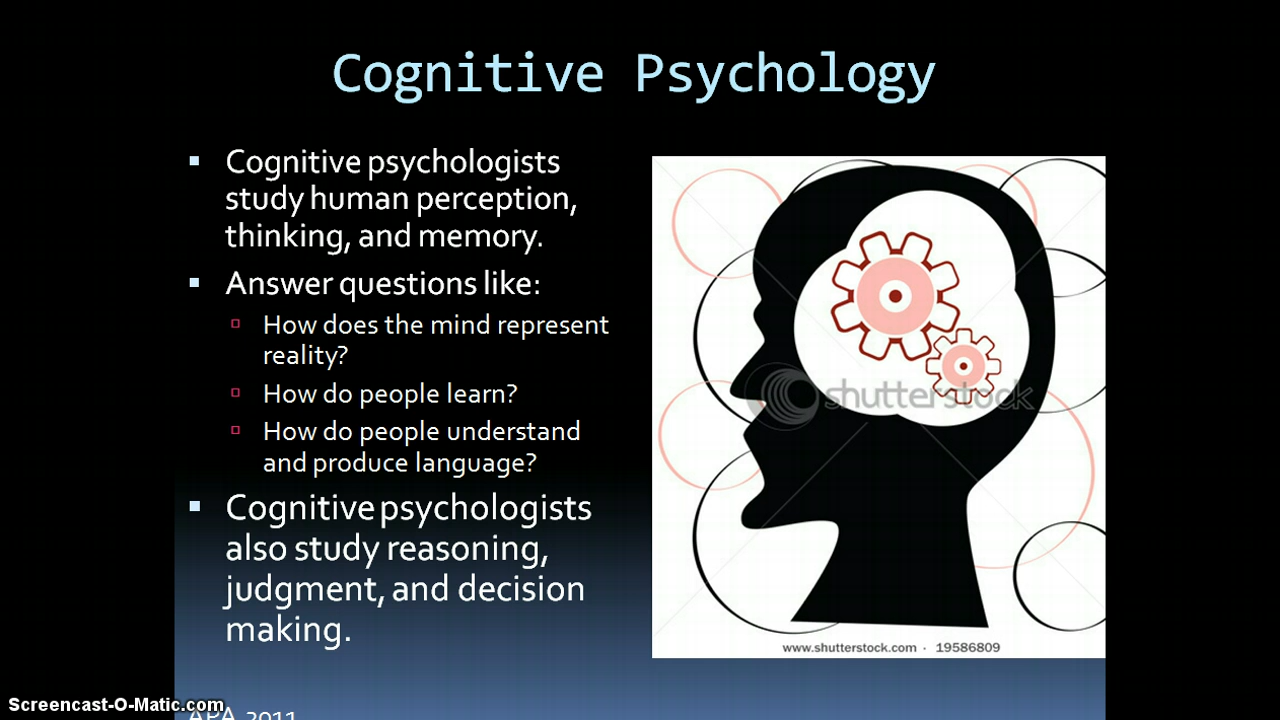 Cognitive Psychology
Cognitive psychologists
study human perception,
thinking, and memory.
Answer questions like:
How does the mind represent
reality?
How do people learn?
How do people understand
and produce language?
Cognitive psychologists
also study reasoning,
judgment, and decision
making.
shutterstock
www.shutterstock.com · 19586809
APA, 2011
Screencast-O-Matic.com